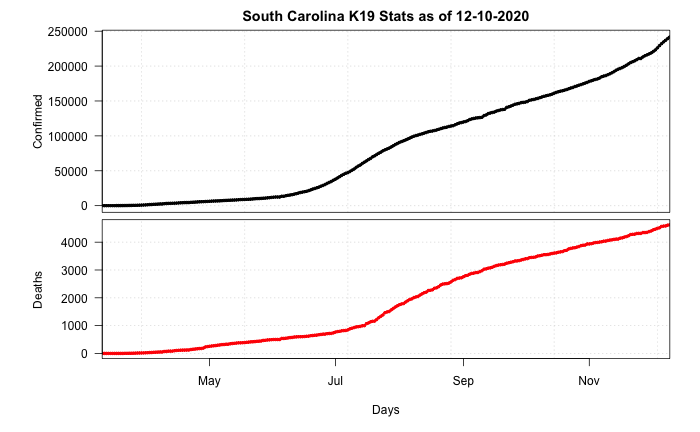 South Carolina K19 Stats as of 12-10-2020
Confirmed
250000
200000
150000
100000
50000
0
Deaths
4000
3000
2000
1000
0
May Jul Sep Nov
Days